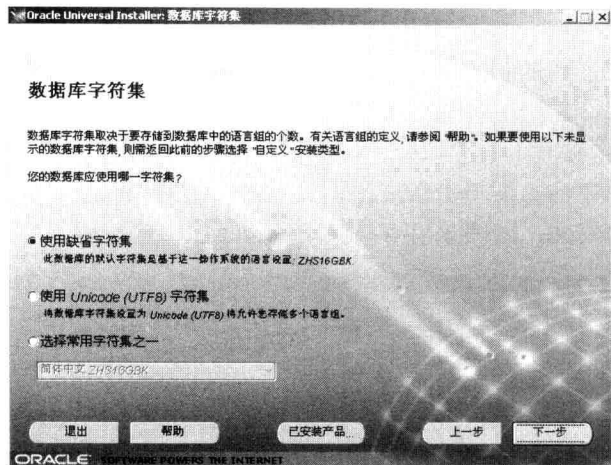 Oracle Universal Installer: 数据库字符集
数据库字符集
数据库字符集取决于要存储到数据库中的语言组的个数。有关语言组的定义,请参阅“帮助”。如果要使用以下未显
示的数据库字符集,则需返回此前的步骤选择“自定义”安装类型。
您的数据库应使用哪一字符集?
使用缺省字符集
此数据库的默认字符集是基于这一操作系统的语言设置: ZHS16GBK.
使用 Unicode (UTF8) 字符集
将数据库字符集设置为 Unicode (UTF8) 将允许您存储多个语言组。
选择常用字符集之一
简体中文 ZHS16GBK
退出 帮助 已安装产品... 上一步 下一步
ORACLE SOFTWARE POWERS THE INTERNET